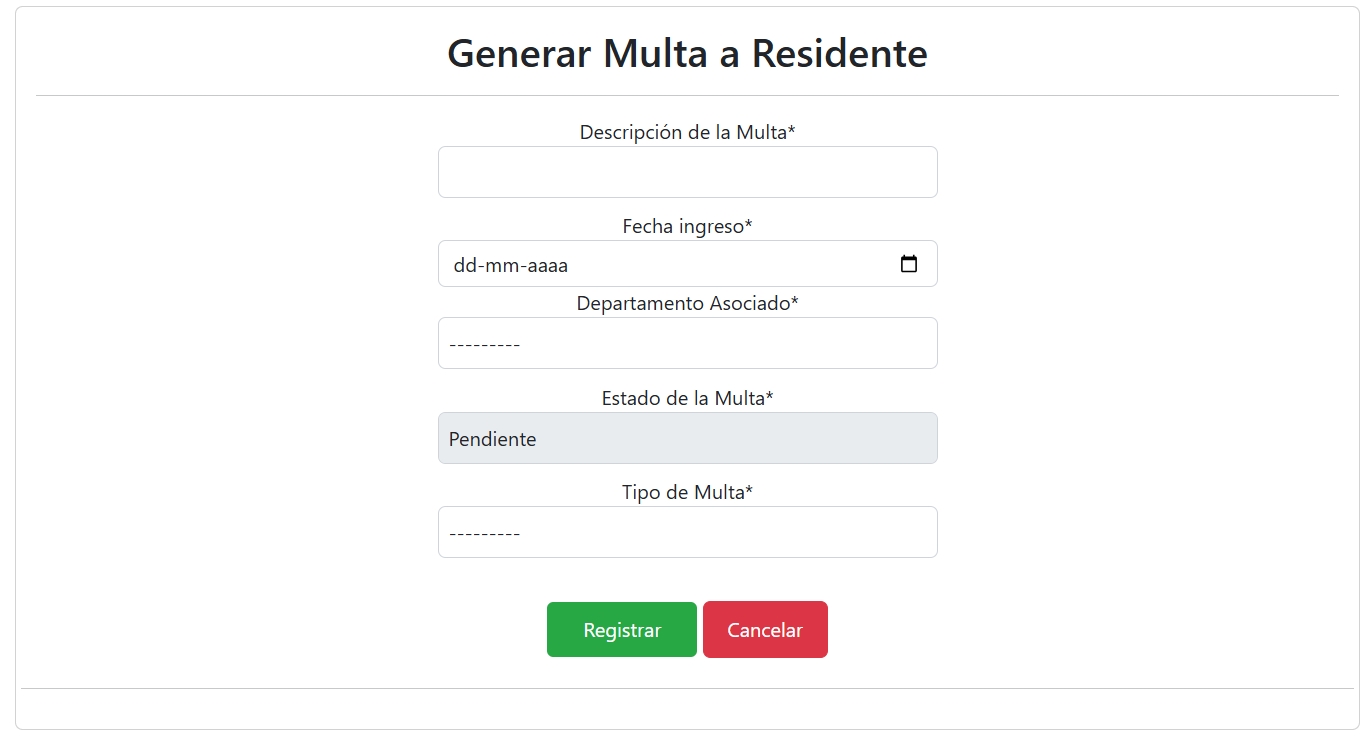 Generar Multa a Residente
Descripción de la Multa*
Fecha ingreso*
dd-mm-aaaa
Departamento Asociado*
---------
Estado de la Multa*
Pendiente
Tipo de Multa*
---------
Registrar Cancelar